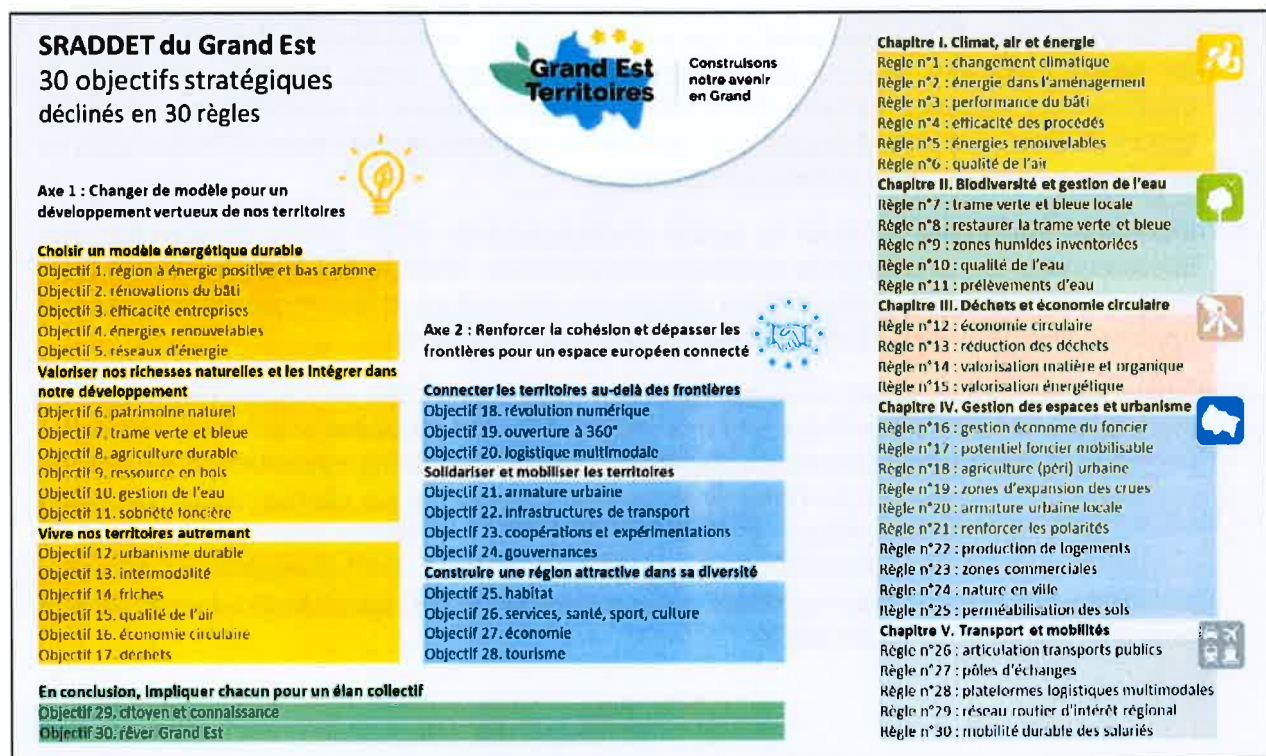 SRADDET du Grand Est
30 objectifs stratégiques
déclinés en 30 règles
Grand Est
Territoires
Construisons
notre avenir
en Grand
Axe 1 : Changer de modèle pour un
développement vertueux de nos territoires
Choisir un modèle énergétique durable
Objectif 1. région à énergie positive et bas carbone
Objectif 2. rénovations du bâti
Objectif 3. efficacité entreprises
Objectif 4. énergies renouvelables
Objectif 5. réseaux d'énergie
Valoriser nos richesses naturelles et les intégrer dans
notre développement
Objectif 6. patrimoine naturel
Objectif 7. trame verte et bleue
Objectif 8. agriculture durable
Objectif 9. ressource en bois
Objectif 10. gestion de l'eau
Objectif 11. sobriété foncière
Vivre nos territoires autrement
Objectif 12. urbanisme durable
Objectif 13. intermodalité
Objectif 14. friches
Objectif 15. qualité de l'air
Objectif 16. économie circulaire
Objectif 17. déchets
Axe 2 : Renforcer la cohésion et dépasser les
frontières pour un espace européen connecté
Connecter les territoires au-delà des frontières
Objectif 18. révolution numérique
Objectif 19. ouverture à 360°
Objectif 20. logistique multimodale
Solidariser et mobiliser les territoires
Objectif 21. armature urbaine
Objectif 22. infrastructures de transport
Objectif 23. coopérations et expérimentations
Objectif 24. gouvernances
Construire une région attractive dans sa diversité
Objectif 25. habitat
Objectif 26. services, santé, sport, culture
Objectif 27. économie
Objectif 28. tourisme
En conclusion, impliquer chacun pour un élan collectif
Objectif 29. citoyen et connaissance
Objectif 30. rêver Grand Est
Chapitre I. Climat, air et énergie
Règle n°1 : changement climatique
Règle n°2 : énergie dans l'aménagement
Règle n°3 : performance du bâti
Règle n°4 : efficacité des procédés
Règle n°5 : énergies renouvelables
Règle n°6 : qualité de l'air
Chapitre II. Biodiversité et gestion de l'eau
Règle n°7 : trame verte et bleue locale
Règle n°8 : restaurer la trame verte et bleue
Règle n°9 : zones humides inventoriées
Règle n°10 : qualité de l'eau
Règle n°11 : prélèvements d'eau
Chapitre III. Déchets et économie circulaire
Règle n°12 : économie circulaire
Règle n°13 : réduction des déchets
Règle n°14 : valorisation matière et organique
Règle n°15 : valorisation énergétique
Chapitre IV. Gestion des espaces et urbanisme
Règle n°16 : gestion économe du foncier
Règle n°17 : potentiel foncier mobilisable
Règle n°18 : agriculture (péri) urbaine
Règle n°19 : zones d'expansion des crues
Règle n°20 : armature urbaine locale
Règle n°21 : renforcer les polarités
Règle n°22 : production de logements
Règle n°23 : zones commerciales
Règle n°24 : nature en ville
Règle n°25 : perméabilisation des sols
Chapitre V. Transport et mobilités
Règle n°26 : articulation transports publics
Règle n°27 : pôles d'échanges
Règle n°28 : plateformes logistiques multimodales
Règle n°29 : réseau routier d'intérêt régional
Règle n°30 : mobilité durable des salariés